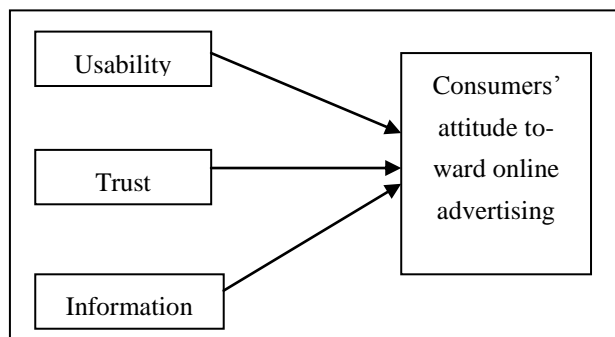 Usability
Trust
Information
Consumers’
attitude to-
ward online
advertising